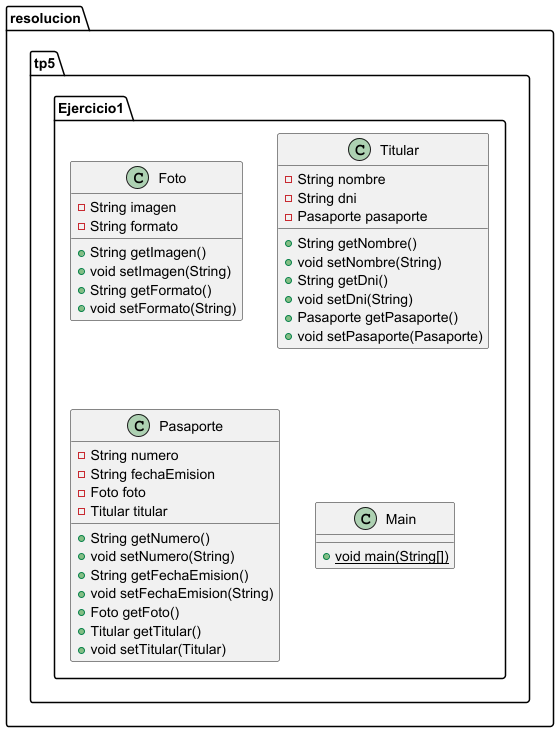 resolucion
tp5
Ejercicio1
C Foto
String imagen
String formato
String getImagen()
void setImagen(String)
String getFormato()
void setFormato(String)
C Titular
String nombre
String dni
Pasaporte pasaporte
String getNombre()
void setNombre(String)
String getDni()
void setDni(String)
Pasaporte getPasaporte()
void setPasaporte(Pasaporte)
C Pasaporte
String numero
String fechaEmision
Foto foto
Titular titular
String getNumero()
void setNumero(String)
String getFechaEmision()
void setFechaEmision(String)
Foto getFoto()
Titular getTitular()
void setTitular(Titular)
C Main
void main(String[])